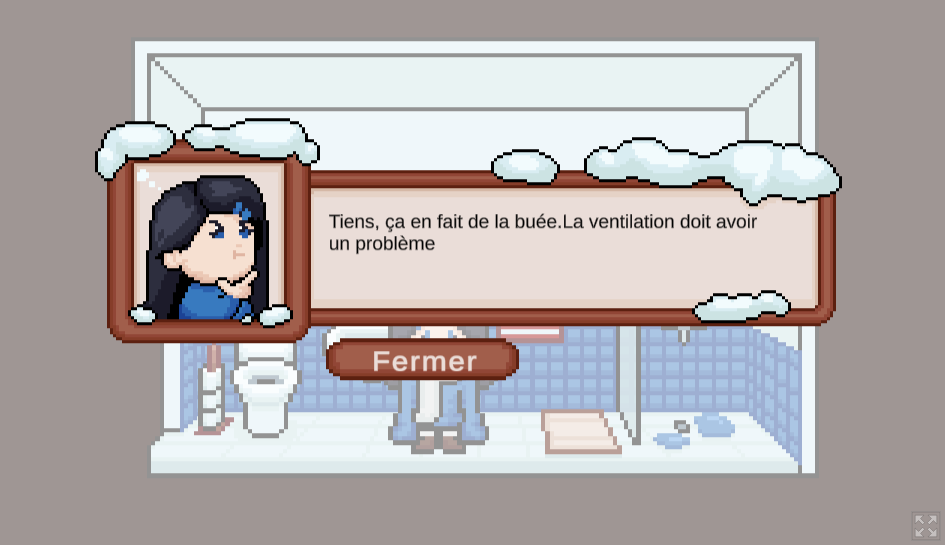 Tiens, ça en fait de la buée.La ventilation doit avoir
un problème
Fermer